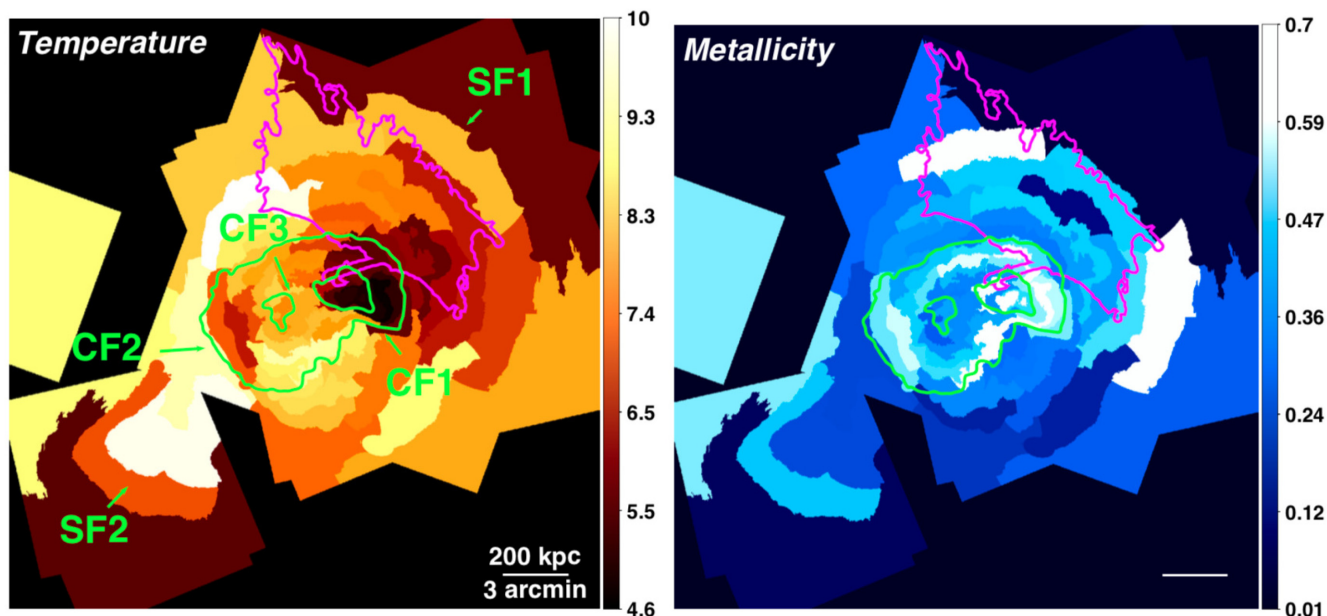 Temperature
SF1
CF3
CF2
CF1
SF2
200 kpc
3 arcmin
10
9.3
8.3
7.4
6.5
5.5
4.6
Metallicity
0.7
0.59
0.47
0.36
0.24
0.12
0.01